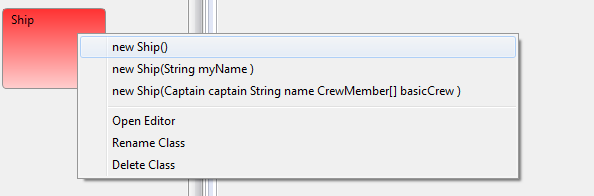 Ship
new Ship()
new Ship(String myName )
new Ship(Captain captain String name CrewMember[] basicCrew )
Open Editor
Rename Class
Delete Class